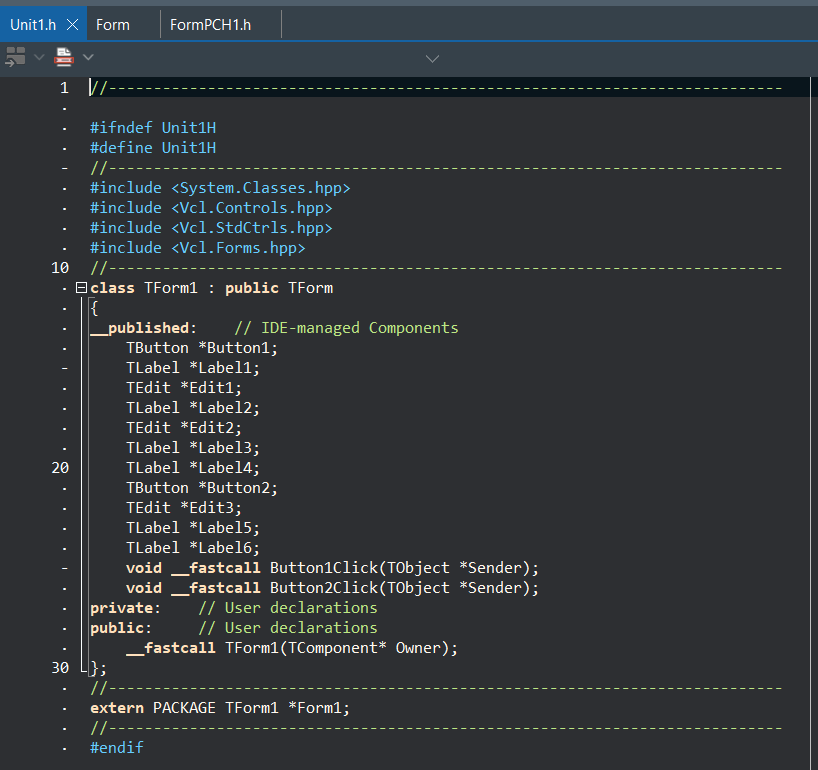 Unit1.h Form FormPCH1.h
1 //---------------------------------------------------------------------------
#ifndef Unit1H
#define Unit1H
//---------------------------------------------------------------------------
#include <System.Classes.hpp>
#include <Vcl.Controls.hpp>
#include <Vcl.StdCtrls.hpp>
#include <Vcl.Forms.hpp>
10 //---------------------------------------------------------------------------
class TForm1 : public TForm
{
__published:    // IDE-managed Components
    TButton *Button1;
    TLabel *Label1;
    TEdit *Edit1;
    TLabel *Label2;
    TEdit *Edit2;
    TLabel *Label3;
20     TLabel *Label4;
    TButton *Button2;
    TEdit *Edit3;
    TLabel *Label5;
    TLabel *Label6;
    void __fastcall Button1Click(TObject *Sender);
    void __fastcall Button2Click(TObject *Sender);
private:    // User declarations
public:     // User declarations
    __fastcall TForm1(TComponent* Owner);
30 };
//---------------------------------------------------------------------------
extern PACKAGE TForm1 *Form1;
//---------------------------------------------------------------------------
#endif